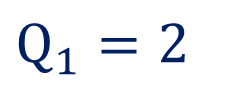 Q₁ = 2